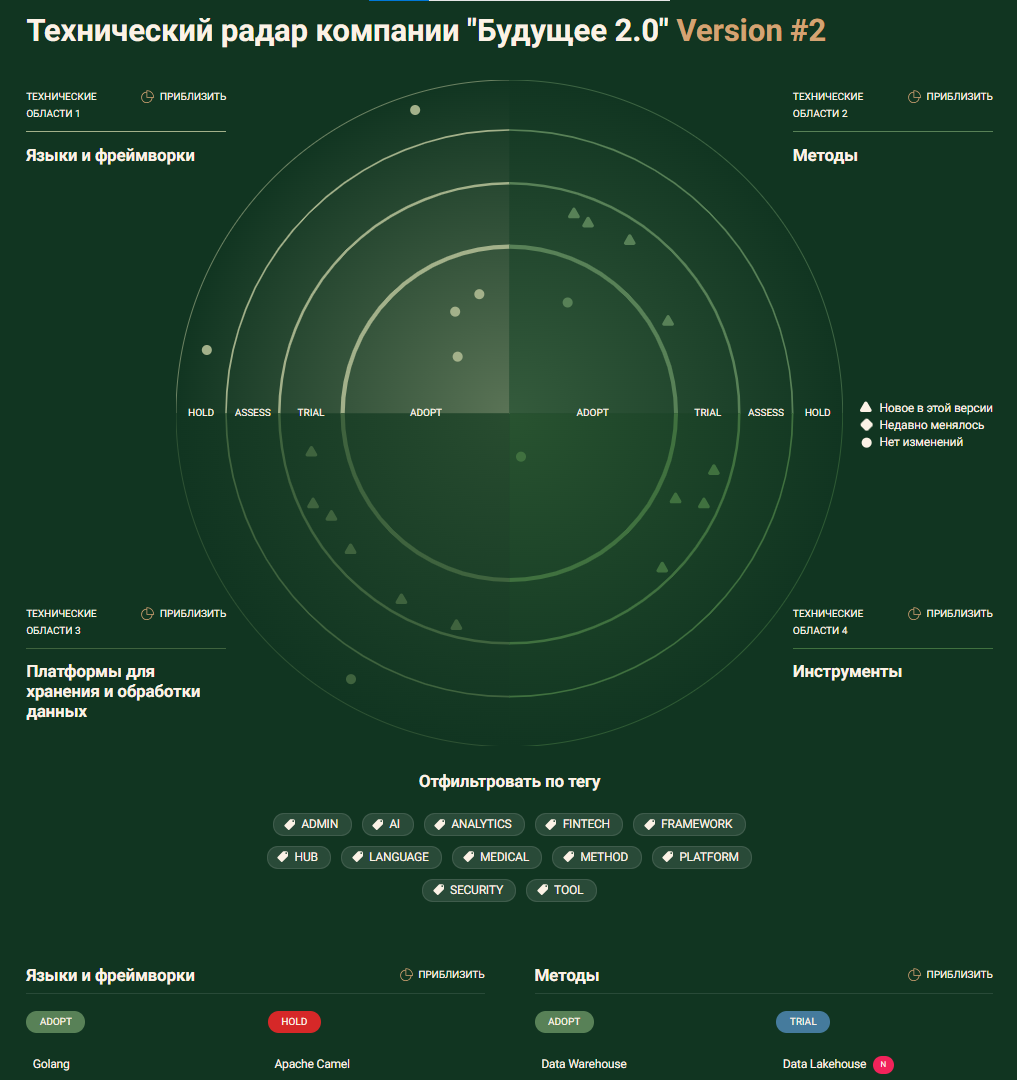 Технический радар компании "Будущее 2.0" Version #2
ТЕХНИЧЕСКИЕ ОБЛАСТИ 1
ПРИБЛИЗИТЬ
Языки и фреймворки
ТЕХНИЧЕСКИЕ ОБЛАСТИ 2
ПРИБЛИЗИТЬ
Методы
HOLD ASSESS TRIAL ADOPT ADOPT TRIAL ASSESS HOLD
Новое в этой версии
Недавно менялось
Нет изменений
ТЕХНИЧЕСКИЕ ОБЛАСТИ 3
ПРИБЛИЗИТЬ
Платформы для
хранения и обработки
данных
ТЕХНИЧЕСКИЕ ОБЛАСТИ 4
ПРИБЛИЗИТЬ
Инструменты
Отфильтровать по тегу
ADMIN AI ANALYTICS FINTECH FRAMEWORK
HUB LANGUAGE MEDICAL METHOD PLATFORM
SECURITY TOOL
Языки и фреймворки ПРИБЛИЗИТЬ
ADOPT HOLD
Golang Apache Camel
Методы ПРИБЛИЗИТЬ
ADOPT TRIAL
Data Warehouse Data Lakehouse N